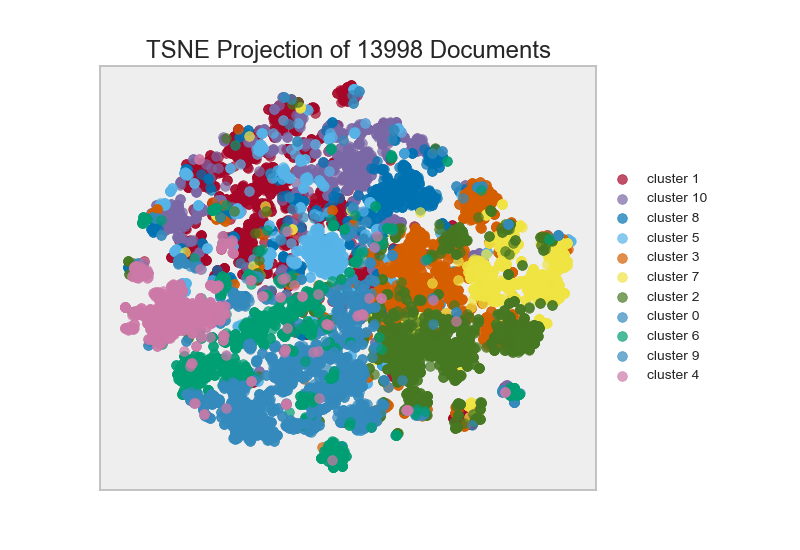 TSNE Projection of 13998 Documents
cluster 1
cluster 10
cluster 8
cluster 5
cluster 3
cluster 7
cluster 2
cluster 0
cluster 6
cluster 9
cluster 4